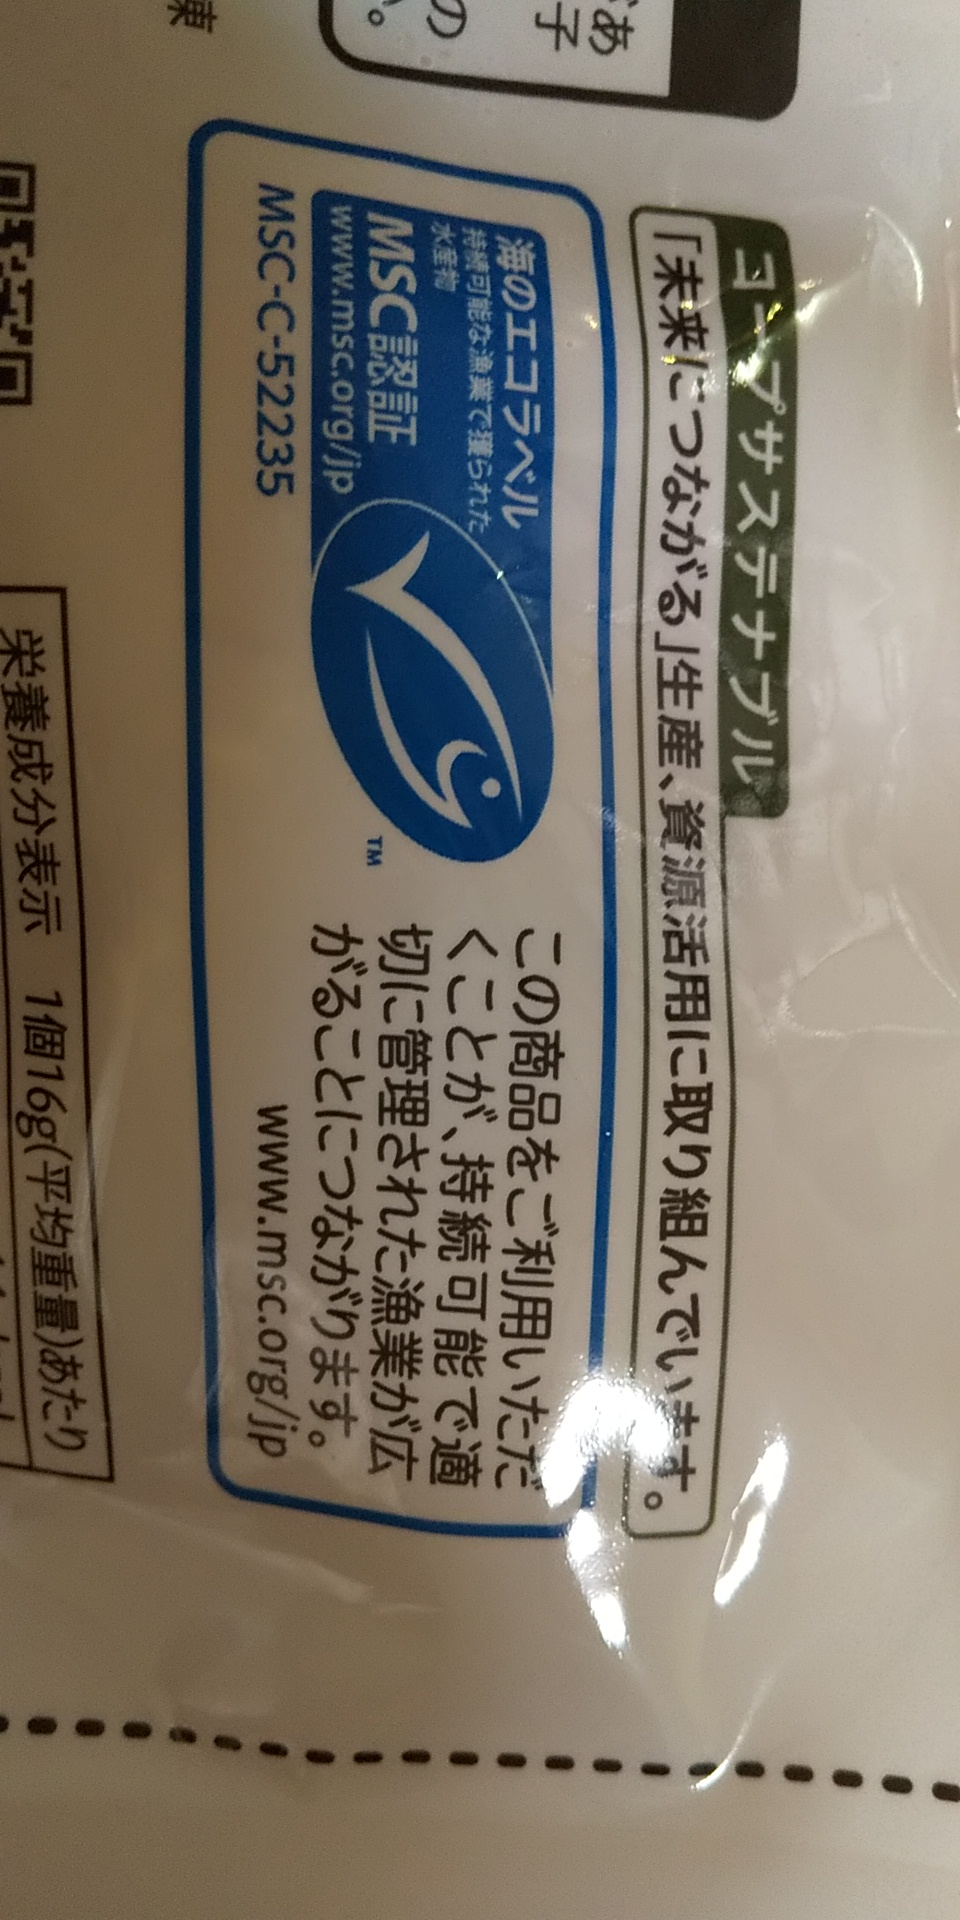 コープサステナブル
「未来につながる」生産、資源活用に取り組んでいます。
海のエコラベル
持続可能な漁業で獲られた
水産物
MSC認証
www.msc.org/jp
MSC-C-52235
TM
この商品をご利用いただ
くことが、持続可能で適
切に管理された漁業が広
がることにつながります。
www.msc.org/jp
栄養成分表示 1個16g(平均重量)あたり